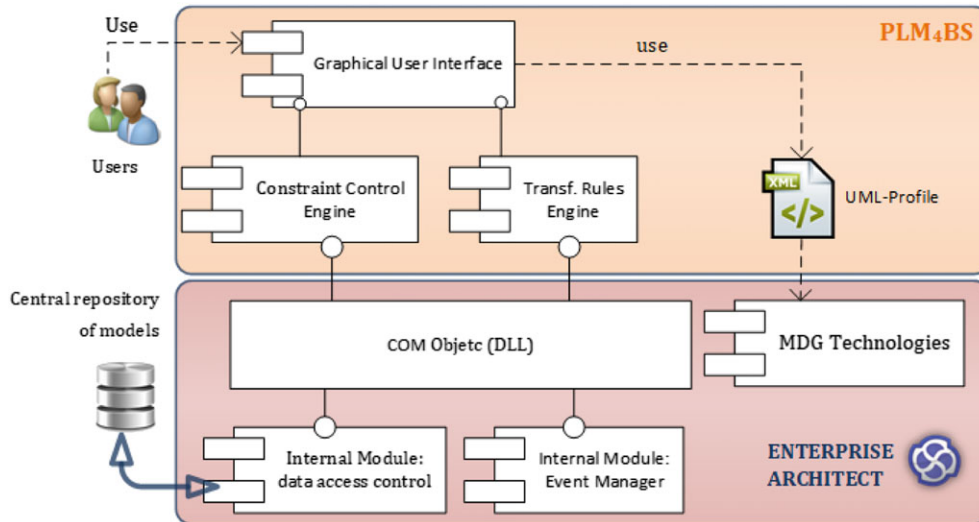 Use
PLM4BS
use
Graphical User Interface
Users
Constraint Control
Engine
Transf. Rules
Engine
XML
</>
UML-Profile
Central repository
of models
COM Objetc (DLL)
MDG Technologies
Internal Module:
data access control
Internal Module:
Event Manager
ENTERPRISE
ARCHITECT